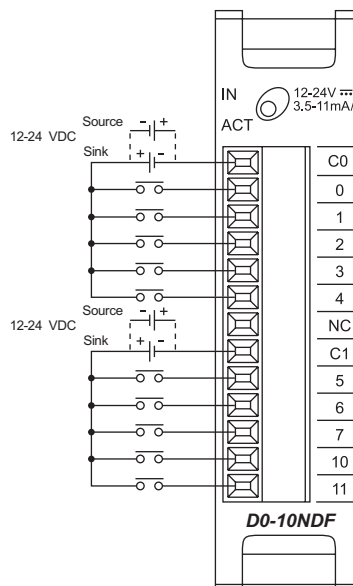 IN
12-24V
3.5-11mA
ACT
Source
- +
12-24 VDC
Sink
+ -
C0
0
1
2
3
4
Source
- +
12-24 VDC
NC
Sink
+ -
C1
5
6
7
10
11
D0-10NDF